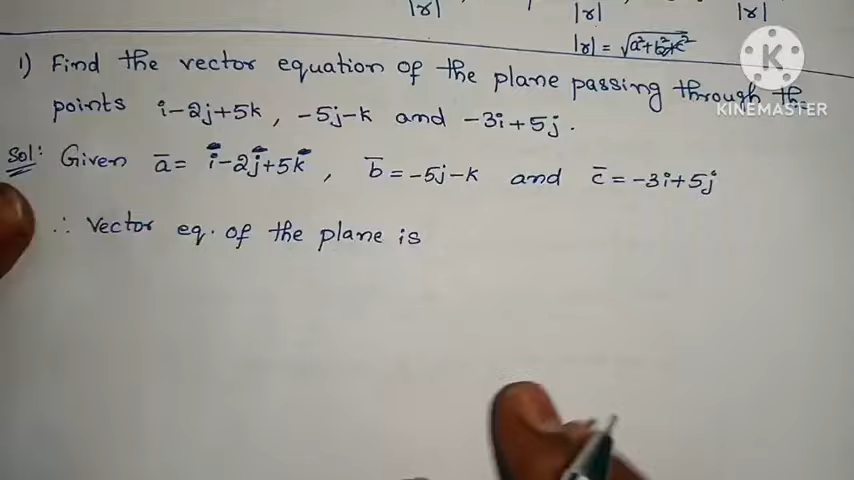 |r| |r| |r|
|r| = √a²+b²+c²
1) Find the vector equation of the plane passing through the
points i-2j+5k, -5j-k and -3i+5j.
Sol: Given a̅ = i-2j+5k, b̅ = -5j-k and c̅ = -3i+5j
∴ Vector eq. of the plane is
K
KINEMASTER